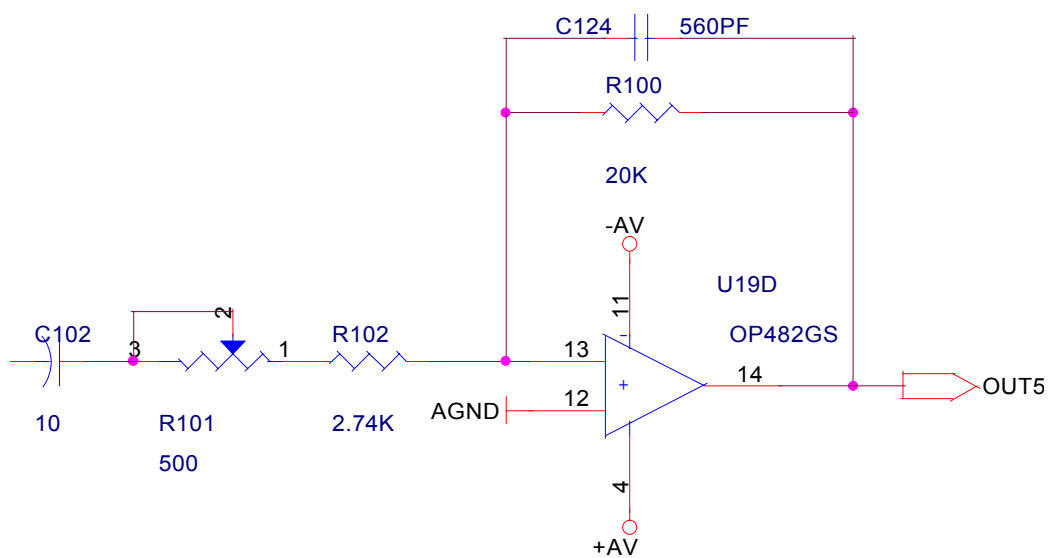 C124 560PF
R100
20K
-AV
11
U19D
OP482GS
-
C102
3
2
1
R102
13
+
14
OUT5
AGND
12
10
R101
500
2.74K
4
+AV